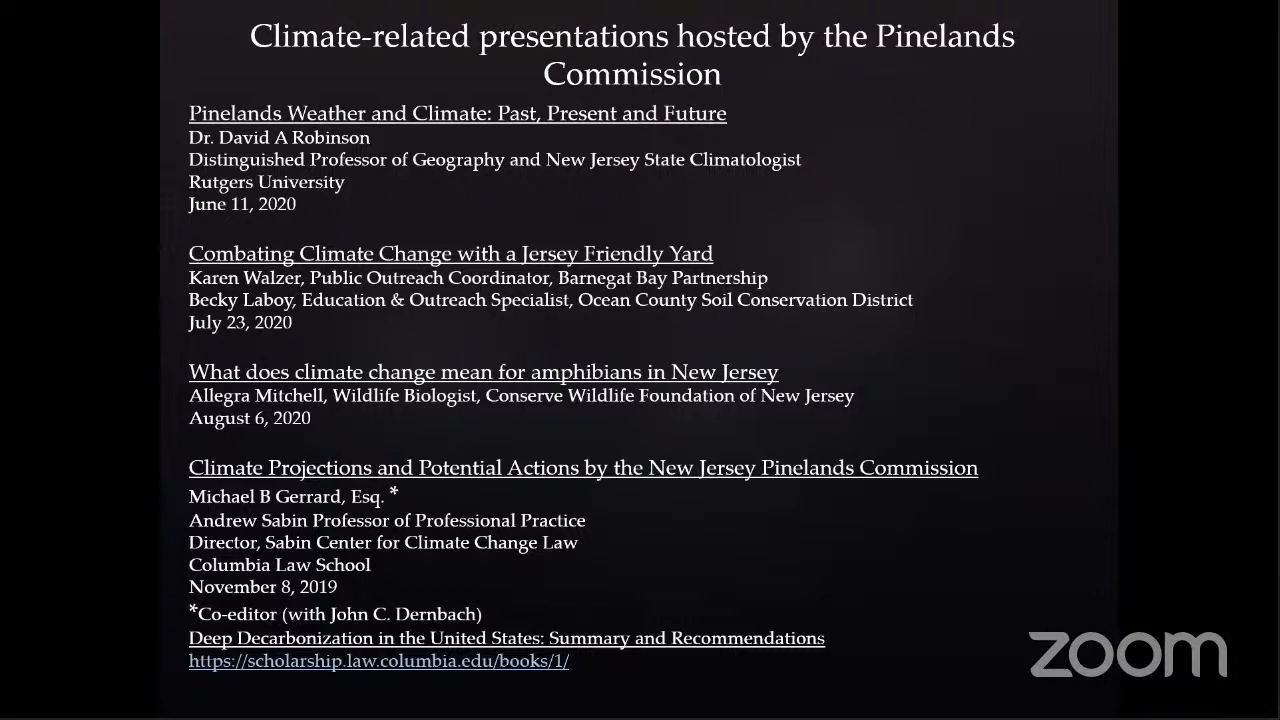 Climate-related presentations hosted by the Pinelands
Commission
Pinelands Weather and Climate: Past, Present and Future
Dr. David A Robinson
Distinguished Professor of Geography and New Jersey State Climatologist
Rutgers University
June 11, 2020
Combating Climate Change with a Jersey Friendly Yard
Karen Walzer, Public Outreach Coordinator, Barnegat Bay Partnership
Becky Laboy, Education & Outreach Specialist, Ocean County Soil Conservation District
July 23, 2020
What does climate change mean for amphibians in New Jersey
Allegra Mitchell, Wildlife Biologist, Conserve Wildlife Foundation of New Jersey
August 6, 2020
Climate Projections and Potential Actions by the New Jersey Pinelands Commission
Michael B Gerrard, Esq. *
Andrew Sabin Professor of Professional Practice
Director, Sabin Center for Climate Change Law
Columbia Law School
November 8, 2019
*Co-editor (with John C. Dernbach)
Deep Decarbonization in the United States: Summary and Recommendations
https://scholarship.law.columbia.edu/books/1/
zoom